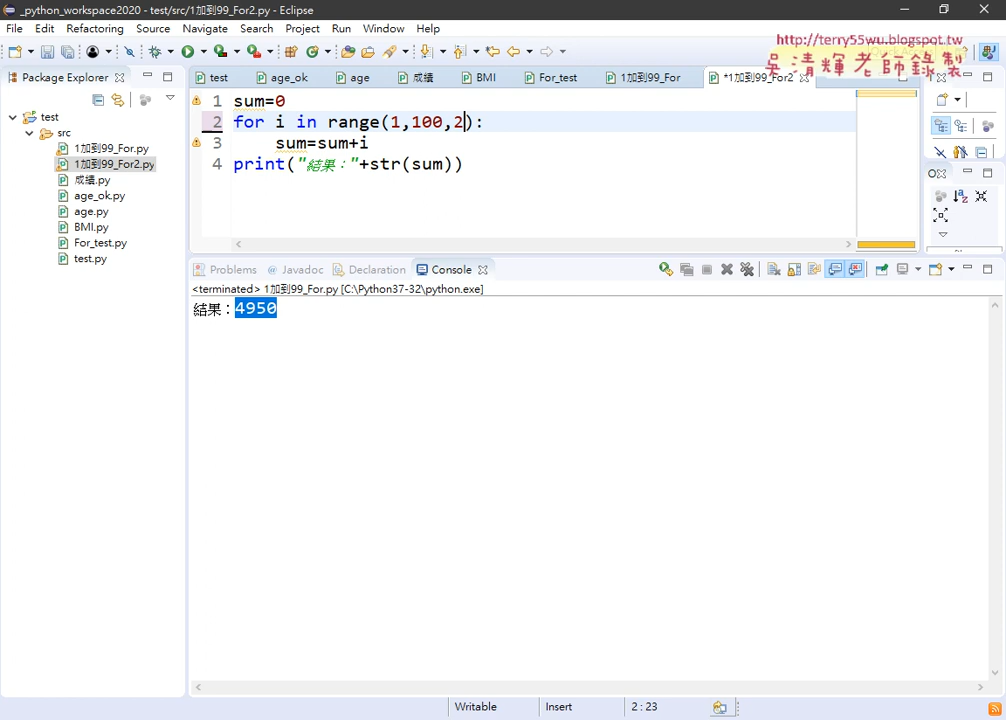 _python_workspace2020 - test/src/1加到99_For2.py - Eclipse
File Edit Refactoring Source Navigate Search Project Run Window Help
http://terry55wu.blogspot.tw
吳清輝老師錄製
Package Explorer
test age_ok age 成績 BMI For_test 1加到99_For *1加到99_For2
test
src
1加到99_For.py
1加到99_For2.py
成績.py
age_ok.py
age.py
BMI.py
For_test.py
test.py
1 sum=0
2 for i in range(1,100,2):
3 sum=sum+i
4 print("結果："+str(sum))
Problems Javadoc Declaration Console
<terminated> 1加到99_For.py [C:\Python37-32\python.exe]
結果：4950
Writable Insert 2 : 23